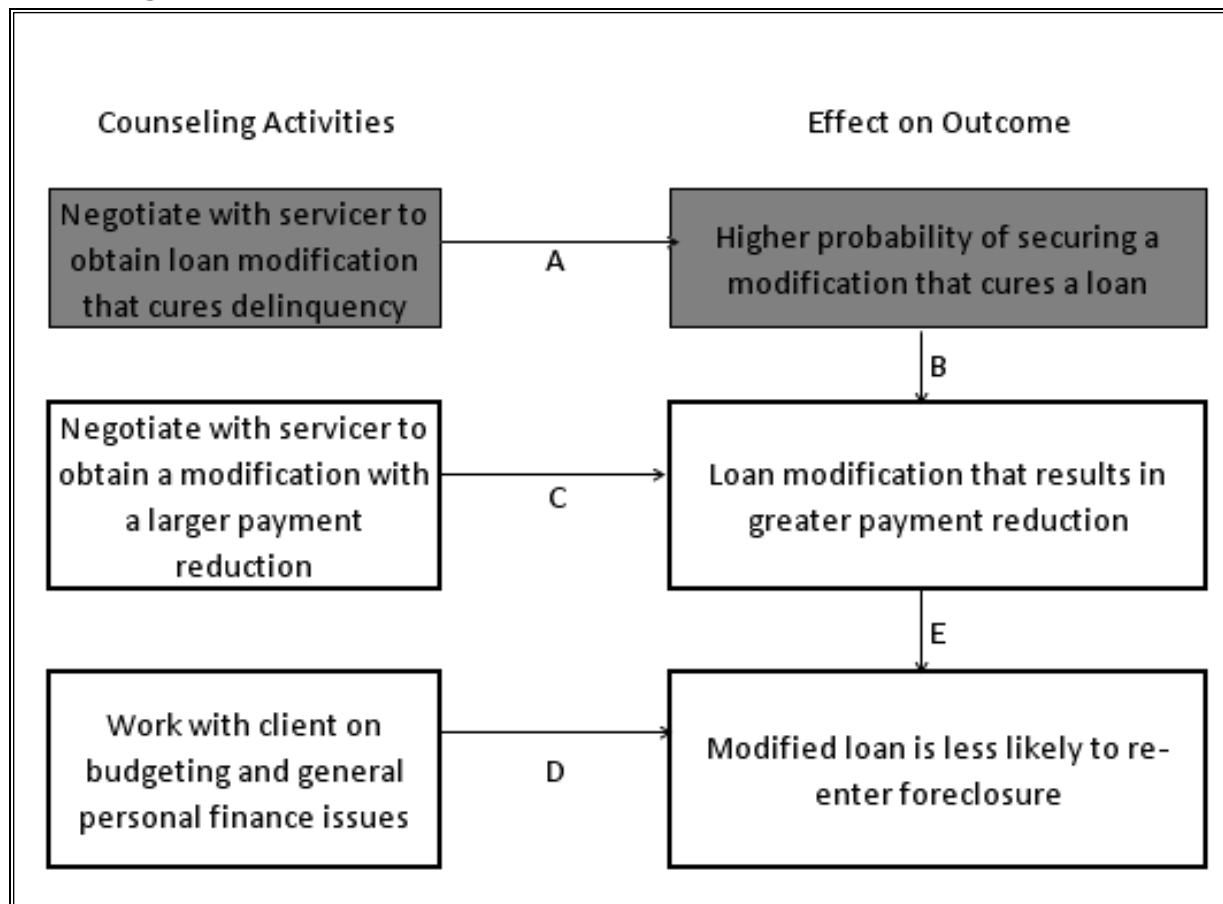 Counseling Activities
Effect on Outcome
Negotiate with servicer to
obtain loan modification
that cures delinquency
A
Higher probability of securing a
modification that cures a loan
B
Negotiate with servicer to
obtain a modification with
a larger payment
reduction
C
Loan modification that results in
greater payment reduction
E
Work with client on
budgeting and general
personal finance issues
D
Modified loan is less likely to re-
enter foreclosure